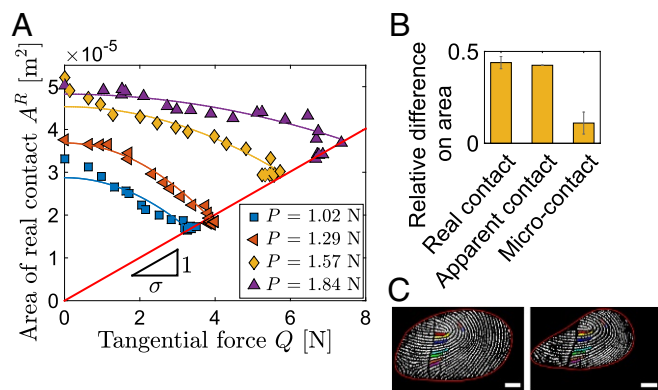 A
×10⁻⁵
5
4
3
2
1
0
0
2
4
6
8
Area of real contact Aᴿ [m²]
Tangential force Q [N]
σ
1
P = 1.02 N
P = 1.29 N
P = 1.57 N
P = 1.84 N
B
0.5
0
Relative difference
on area
Real contact
Apparent contact
Micro-contact
C